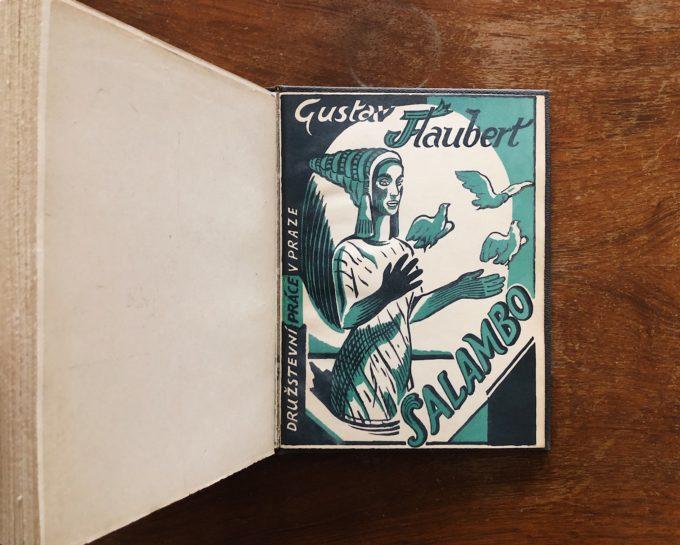 Gustav Flaubert
DRUŽSTEVNÍ PRÁCE V PRAZE
SALAMBO